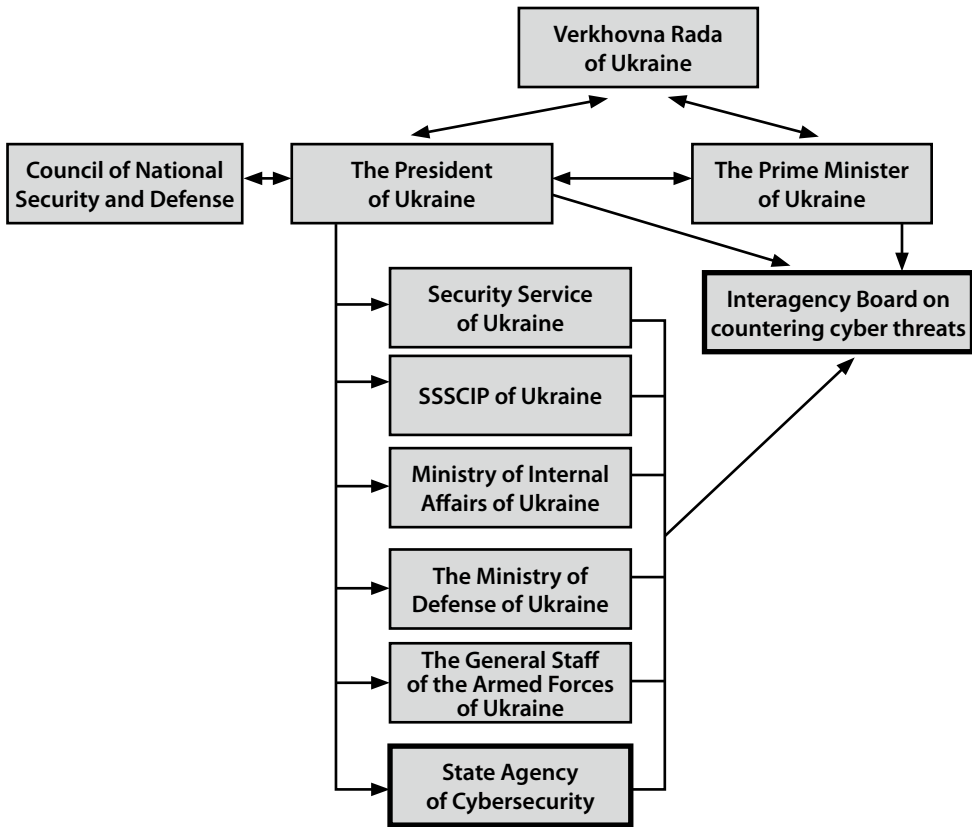 Verkhovna Rada
of Ukraine
Council of National
Security and Defense
The President
of Ukraine
The Prime Minister
of Ukraine
Security Service
of Ukraine
Interagency Board on
countering cyber threats
SSSCIP of Ukraine
Ministry of Internal
Affairs of Ukraine
The Ministry of
Defense of Ukraine
The General Staff
of the Armed Forces
of Ukraine
State Agency
of Cybersecurity